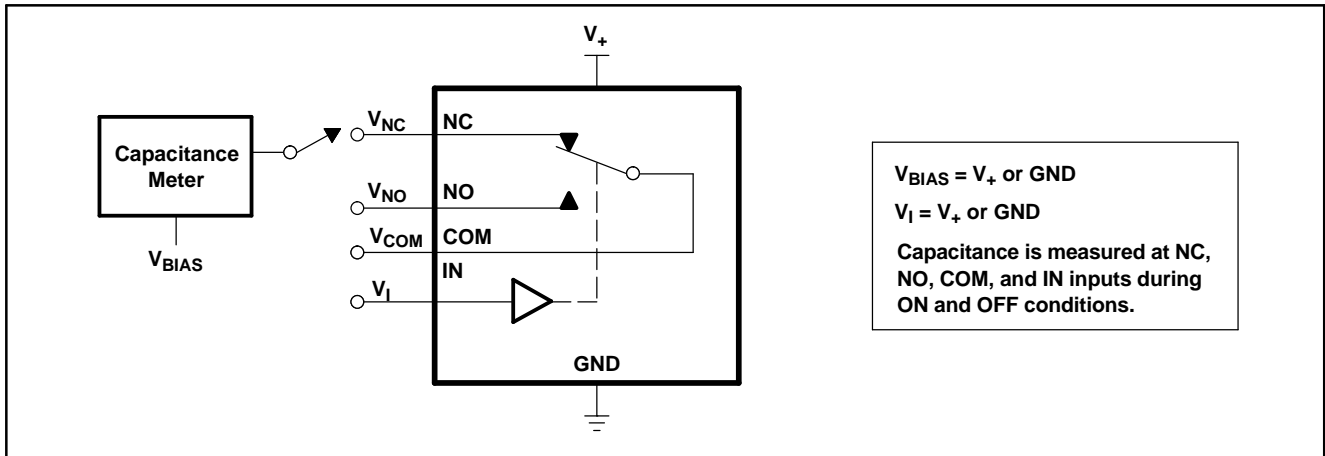 V+
Capacitance
Meter
VBIAS
VNC
NC
VNO
NO
VCOM
COM
IN
VI
GND
VBIAS = V+ or GND
VI = V+ or GND
Capacitance is measured at NC,
NO, COM, and IN inputs during
ON and OFF conditions.